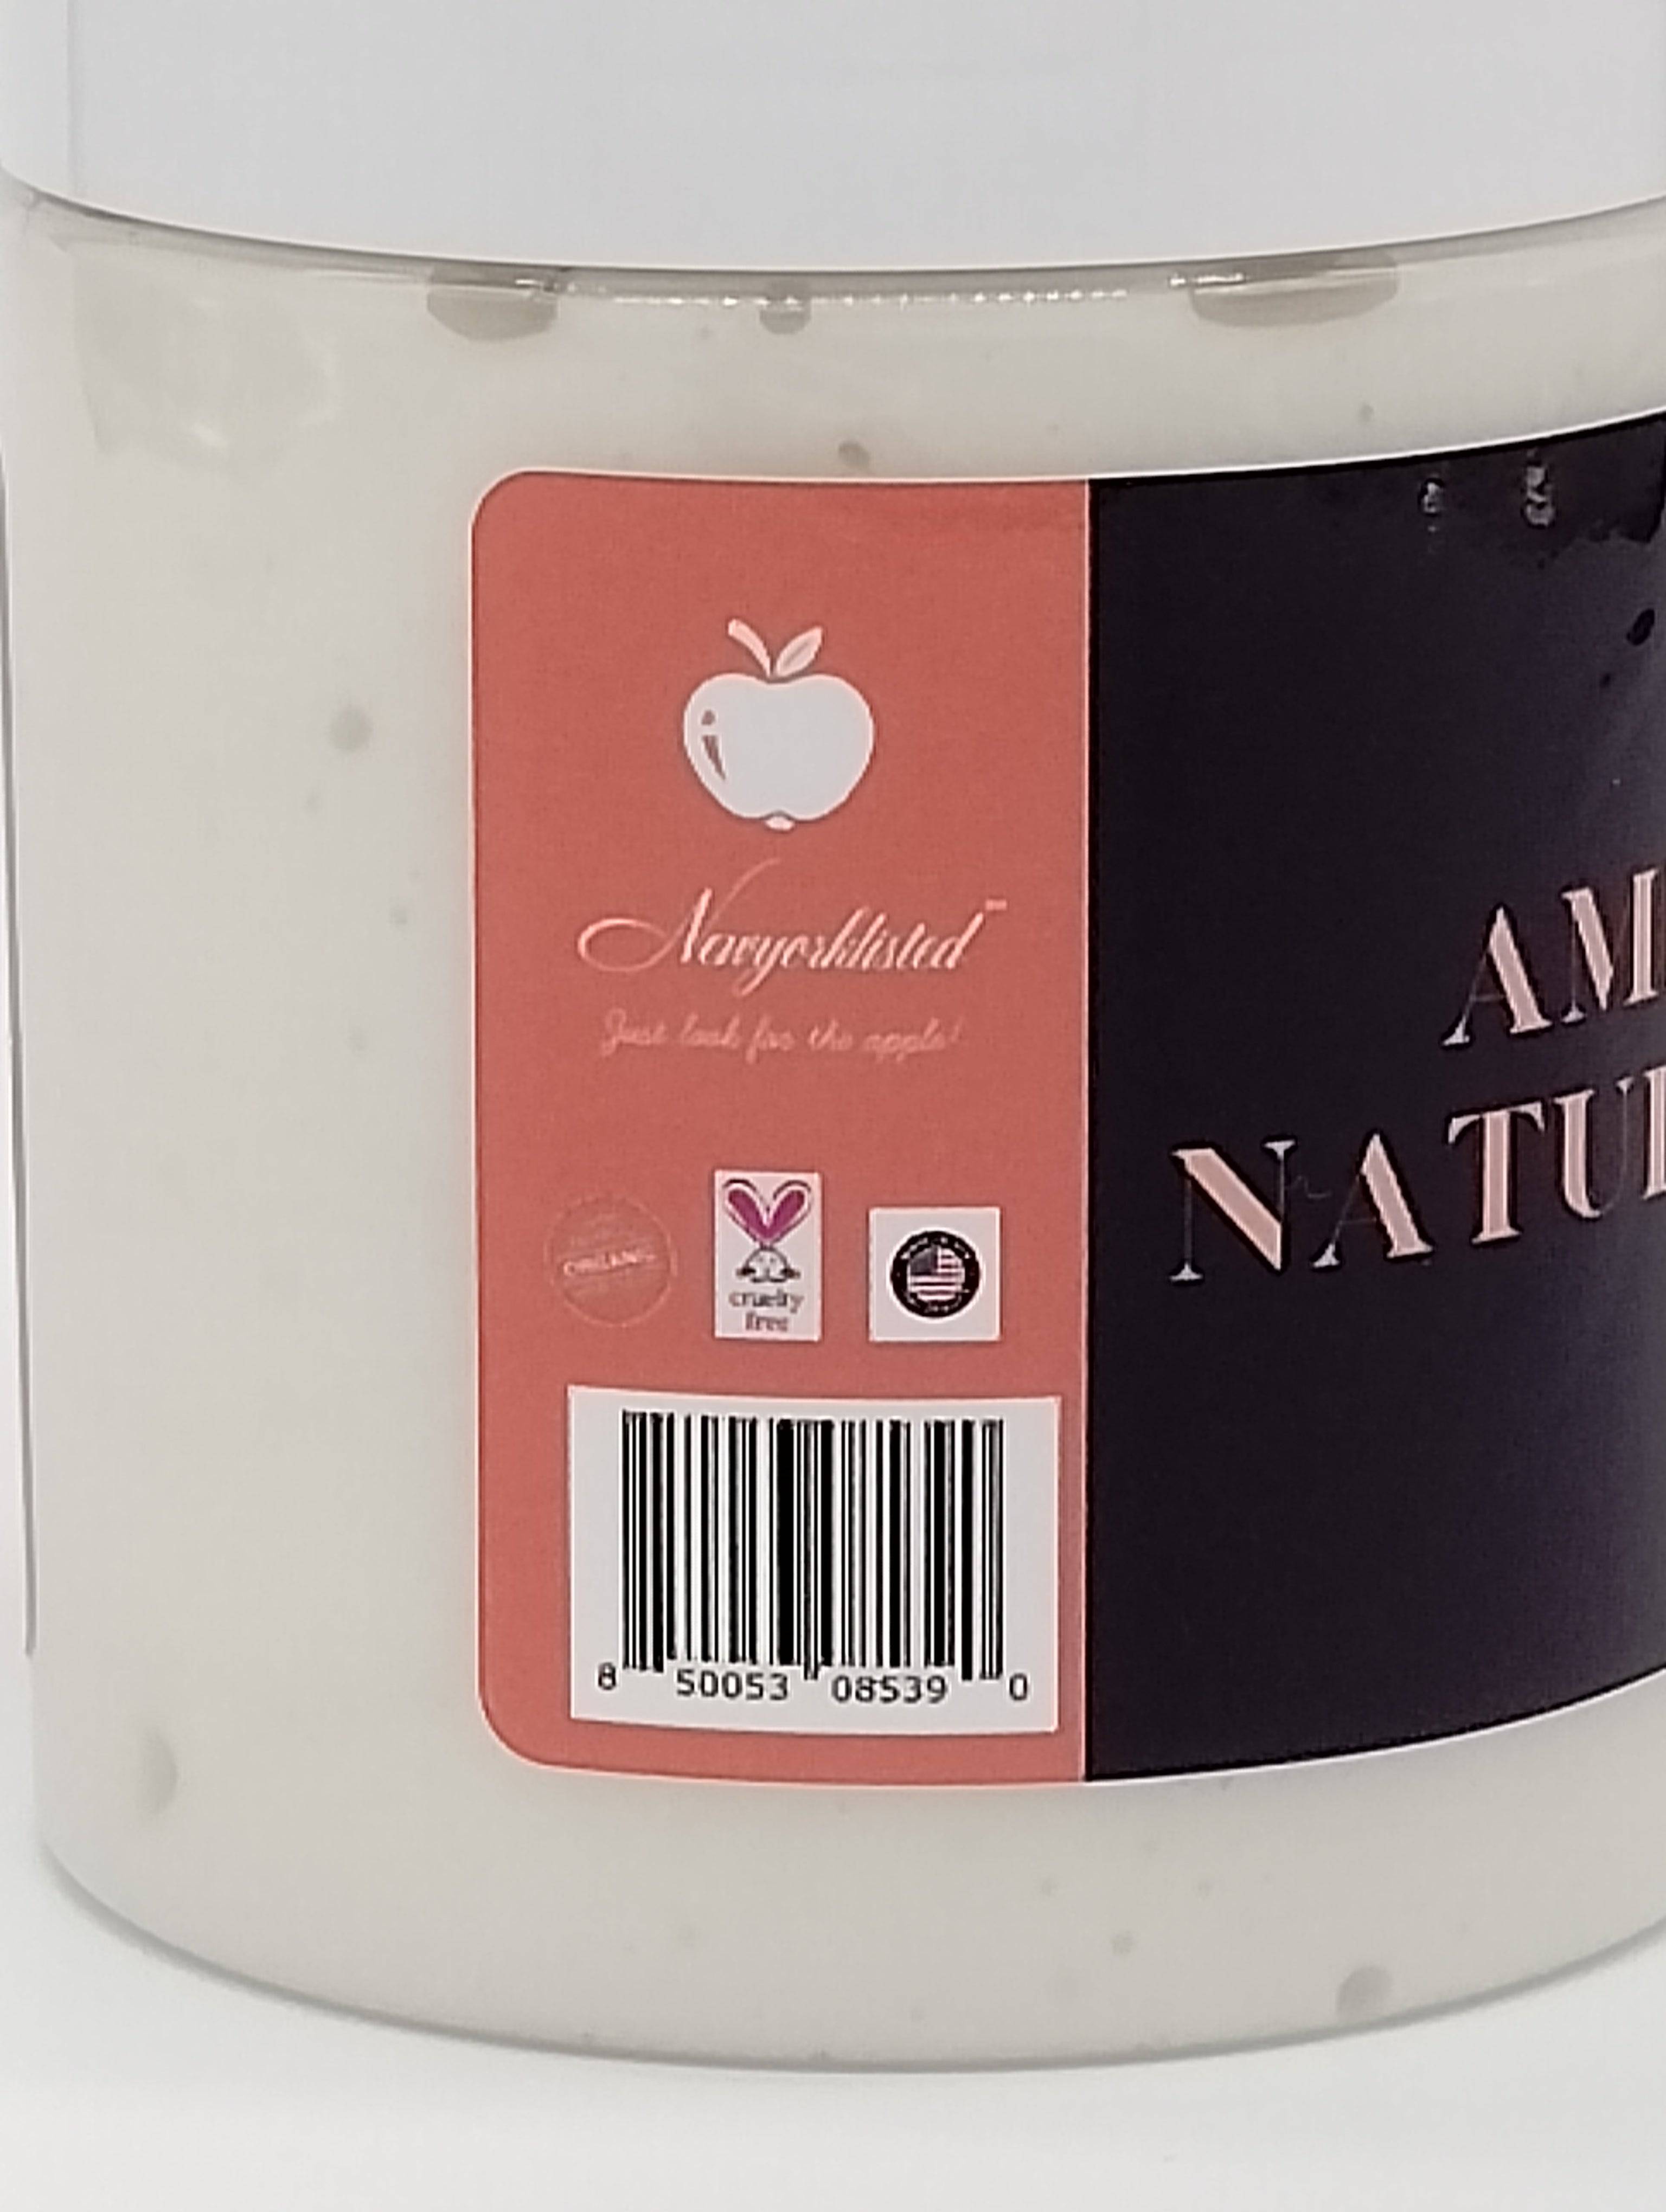 Newyorklisted™
Just look for the apple!
AM
NATU
ORGANIC
cruelty
free
8 50053 08539 0